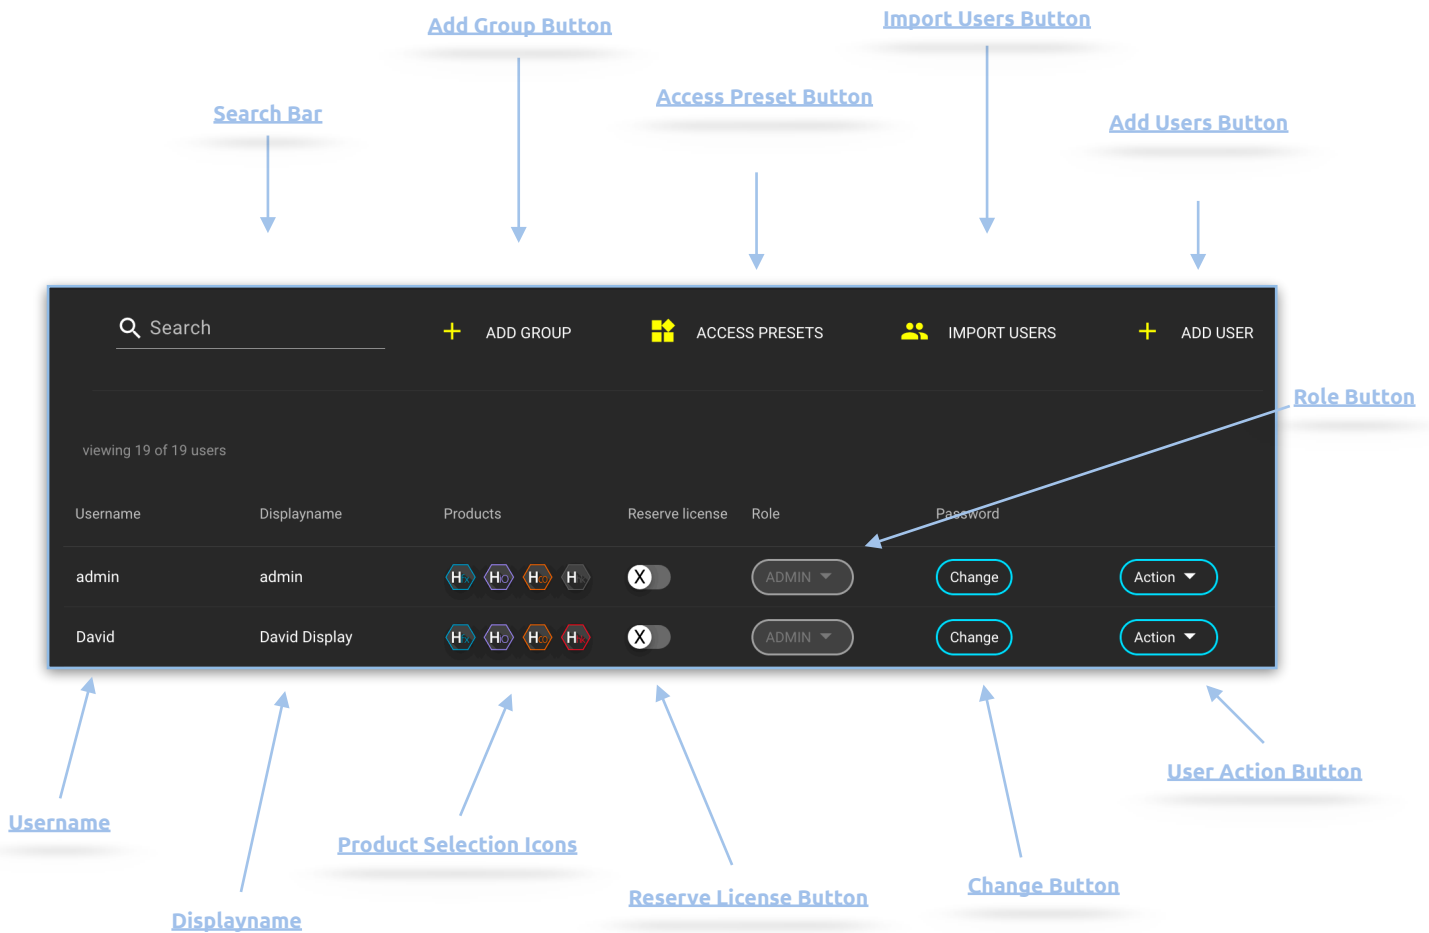 Import Users Button
Add Group Button
Access Preset Button
Search Bar
Add Users Button
Search
ADD GROUP
ACCESS PRESETS
IMPORT USERS
ADD USER
Role Button
viewing 19 of 19 users
Username Displayname Products Reserve license Role Password
admin admin H H H H X ADMIN Change Action
David David Display H H H H X ADMIN Change Action
User Action Button
Username
Product Selection Icons
Change Button
Reserve License Button
Displayname